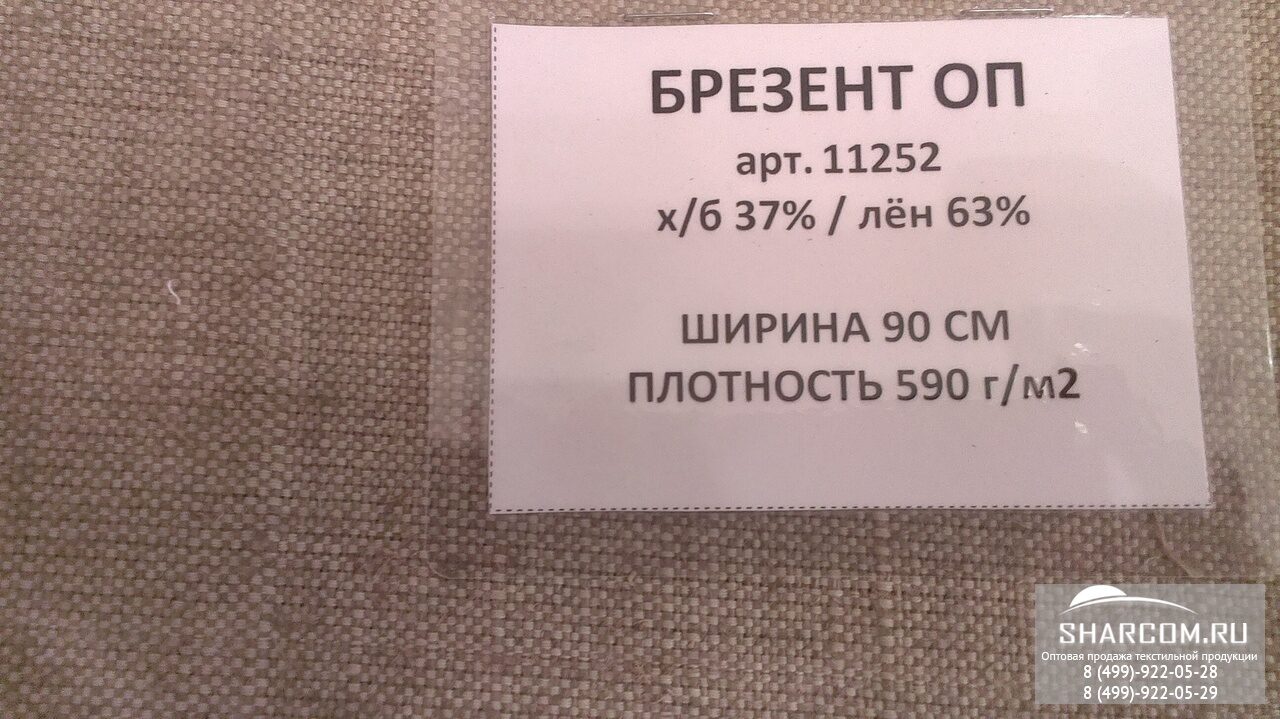 БРЕЗЕНТ ОП
арт. 11252
х/б 37% / лён 63%
ШИРИНА 90 СМ
ПЛОТНОСТЬ 590 г/м2
SHARCOM.RU
Оптовая продажа текстильной продукции
8 (499)-922-05-28
8 (499)-922-05-29